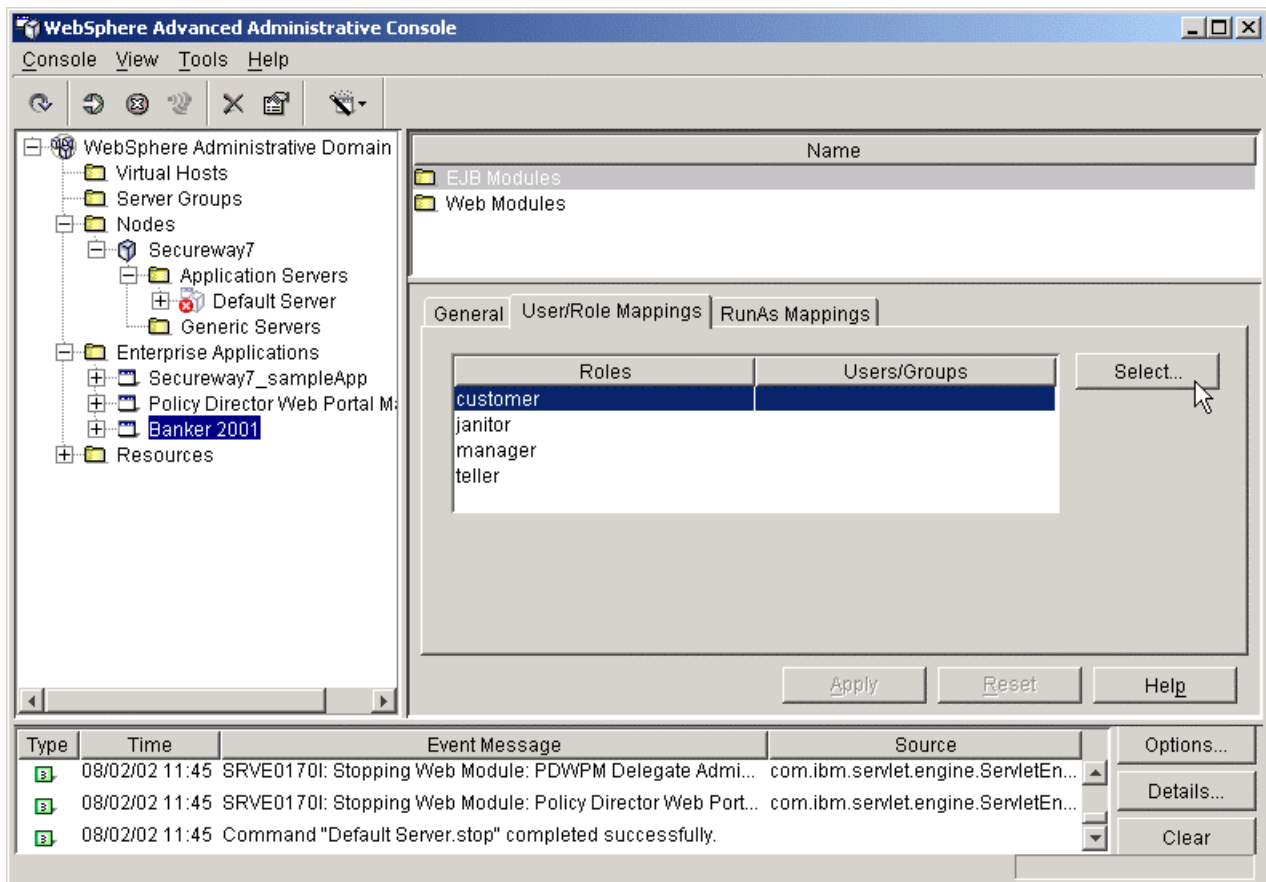 WebSphere Advanced Administrative Console
Console View Tools Help
WebSphere Administrative Domain
Virtual Hosts
Server Groups
Nodes
Secureway7
Application Servers
Default Server
Generic Servers
Enterprise Applications
Secureway7_sampleApp
Policy Director Web Portal Ma
Banker 2001
Resources
Name
EJB Modules
Web Modules
General User/Role Mappings RunAs Mappings
Roles Users/Groups
customer
janitor
manager
teller
Select...
Apply Reset Help
Type Time Event Message Source
08/02/02 11:45 SRVE0170I: Stopping Web Module: PDWPM Delegate Admi... com.ibm.servlet.engine.ServletEn...
08/02/02 11:45 SRVE0170I: Stopping Web Module: Policy Director Web Port... com.ibm.servlet.engine.ServletEn...
08/02/02 11:45 Command "Default Server.stop" completed successfully.
Options...
Details...
Clear